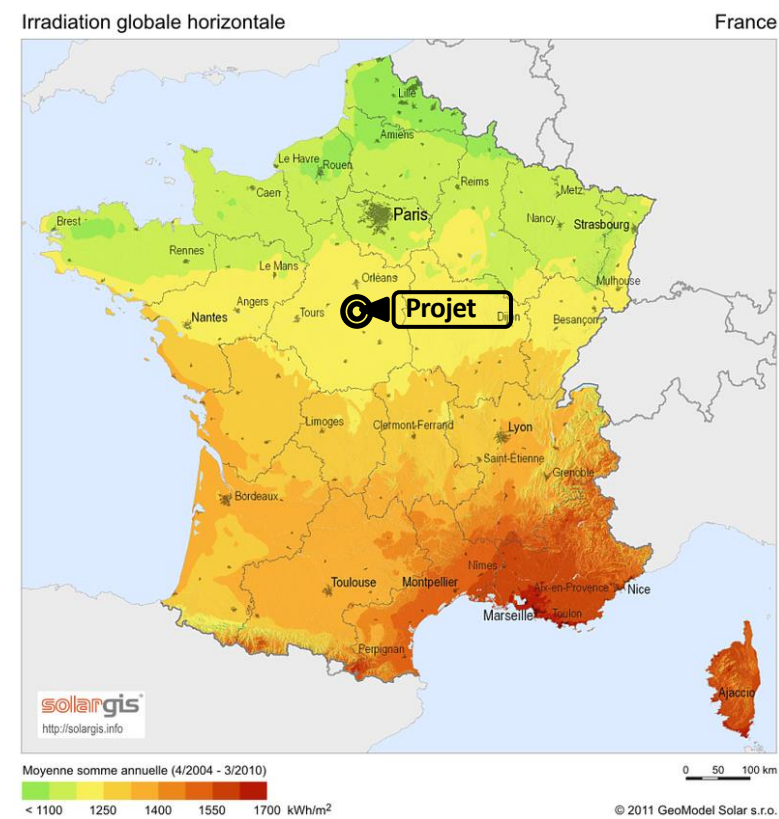 Irradiation globale horizontale
France
Lille
Amiens
Le Havre
Rouen
Caen
Reims
Metz
Paris
Nancy
Strasbourg
Brest
Rennes
Le Mans
Orléans
Mulhouse
Angers
Tours
Projet
Dijon
Besançon
Nantes
Limoges
Clermont-Ferrand
Lyon
Saint-Étienne
Grenoble
Bordeaux
Nîmes
Toulouse
Montpellier
Aix-en-Provence
Nice
Marseille
Toulon
Perpignan
Ajaccio
solargis
http://solargis.info
Moyenne somme annuelle (4/2004 - 3/2010)
0 50 100 km
< 1100 1250 1400 1550 1700 kWh/m²
© 2011 GeoModel Solar s.r.o.